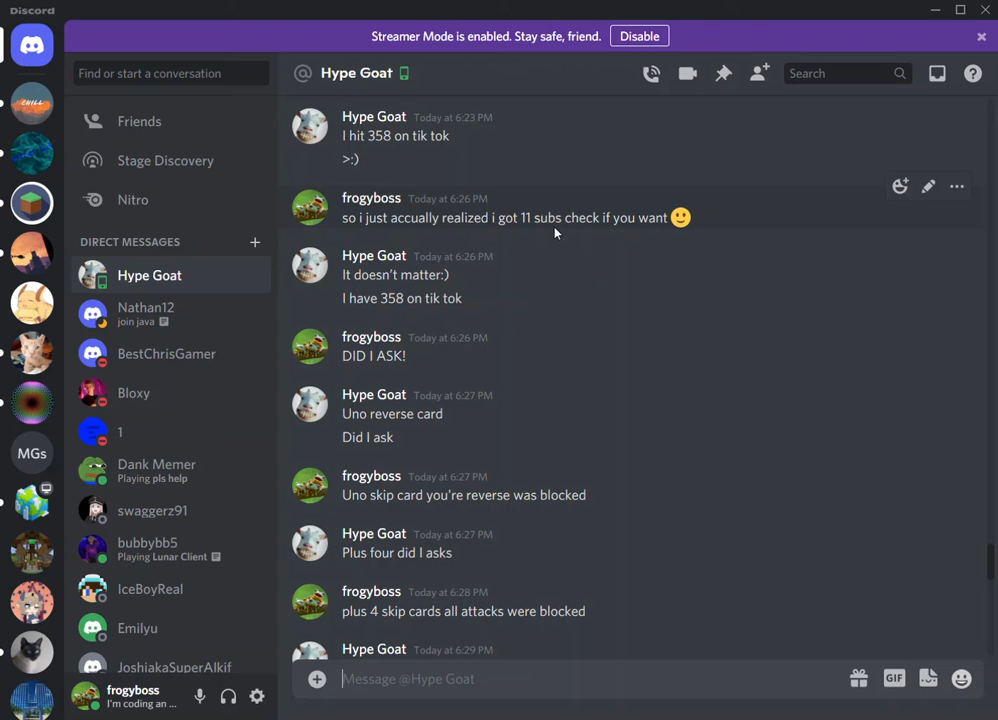 Discord
Streamer Mode is enabled. Stay safe, friend.
Disable
Find or start a conversation
Hype Goat
Search
CHILL
Friends
Stage Discovery
Nitro
DIRECT MESSAGES
Hype Goat
Nathan12
join java
BestChrisGamer
Bloxy
1
Dank Memer
Playing pls help
swaggerz91
bubbybb5
Playing Lunar Client
IceBoyReal
Emilyu
JoshiakaSuperAlkif
MGs
frogyboss
I'm coding an ...
Hype Goat Today at 6:23 PM
I hit 358 on tik tok
>:)
frogyboss Today at 6:26 PM
so i just accually realized i got 11 subs check if you want
Hype Goat Today at 6:26 PM
It doesn't matter:)
I have 358 on tik tok
frogyboss Today at 6:26 PM
DID I ASK!
Hype Goat Today at 6:27 PM
Uno reverse card
Did I ask
frogyboss Today at 6:27 PM
Uno skip card you're reverse was blocked
Hype Goat Today at 6:27 PM
Plus four did I asks
frogyboss Today at 6:28 PM
plus 4 skip cards all attacks were blocked
Hype Goat Today at 6:29 PM
Message @Hype Goat
GIF